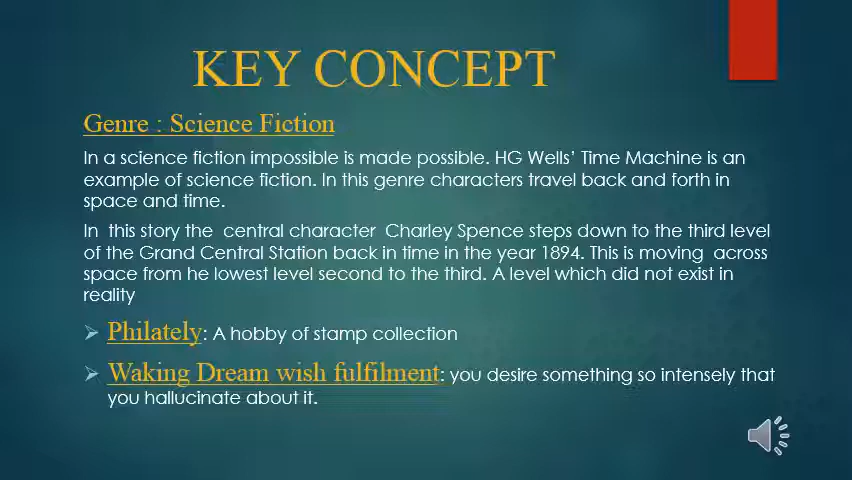 KEY CONCEPT
Genre : Science Fiction
In a science fiction impossible is made possible. HG Wells' Time Machine is an
example of science fiction. In this genre characters travel back and forth in
space and time.
In this story the central character Charley Spence steps down to the third level
of the Grand Central Station back in time in the year 1894. This is moving across
space from he lowest level second to the third. A level which did not exist in
reality
Philately: A hobby of stamp collection
Waking Dream wish fulfilment: you desire something so intensely that
you hallucinate about it.